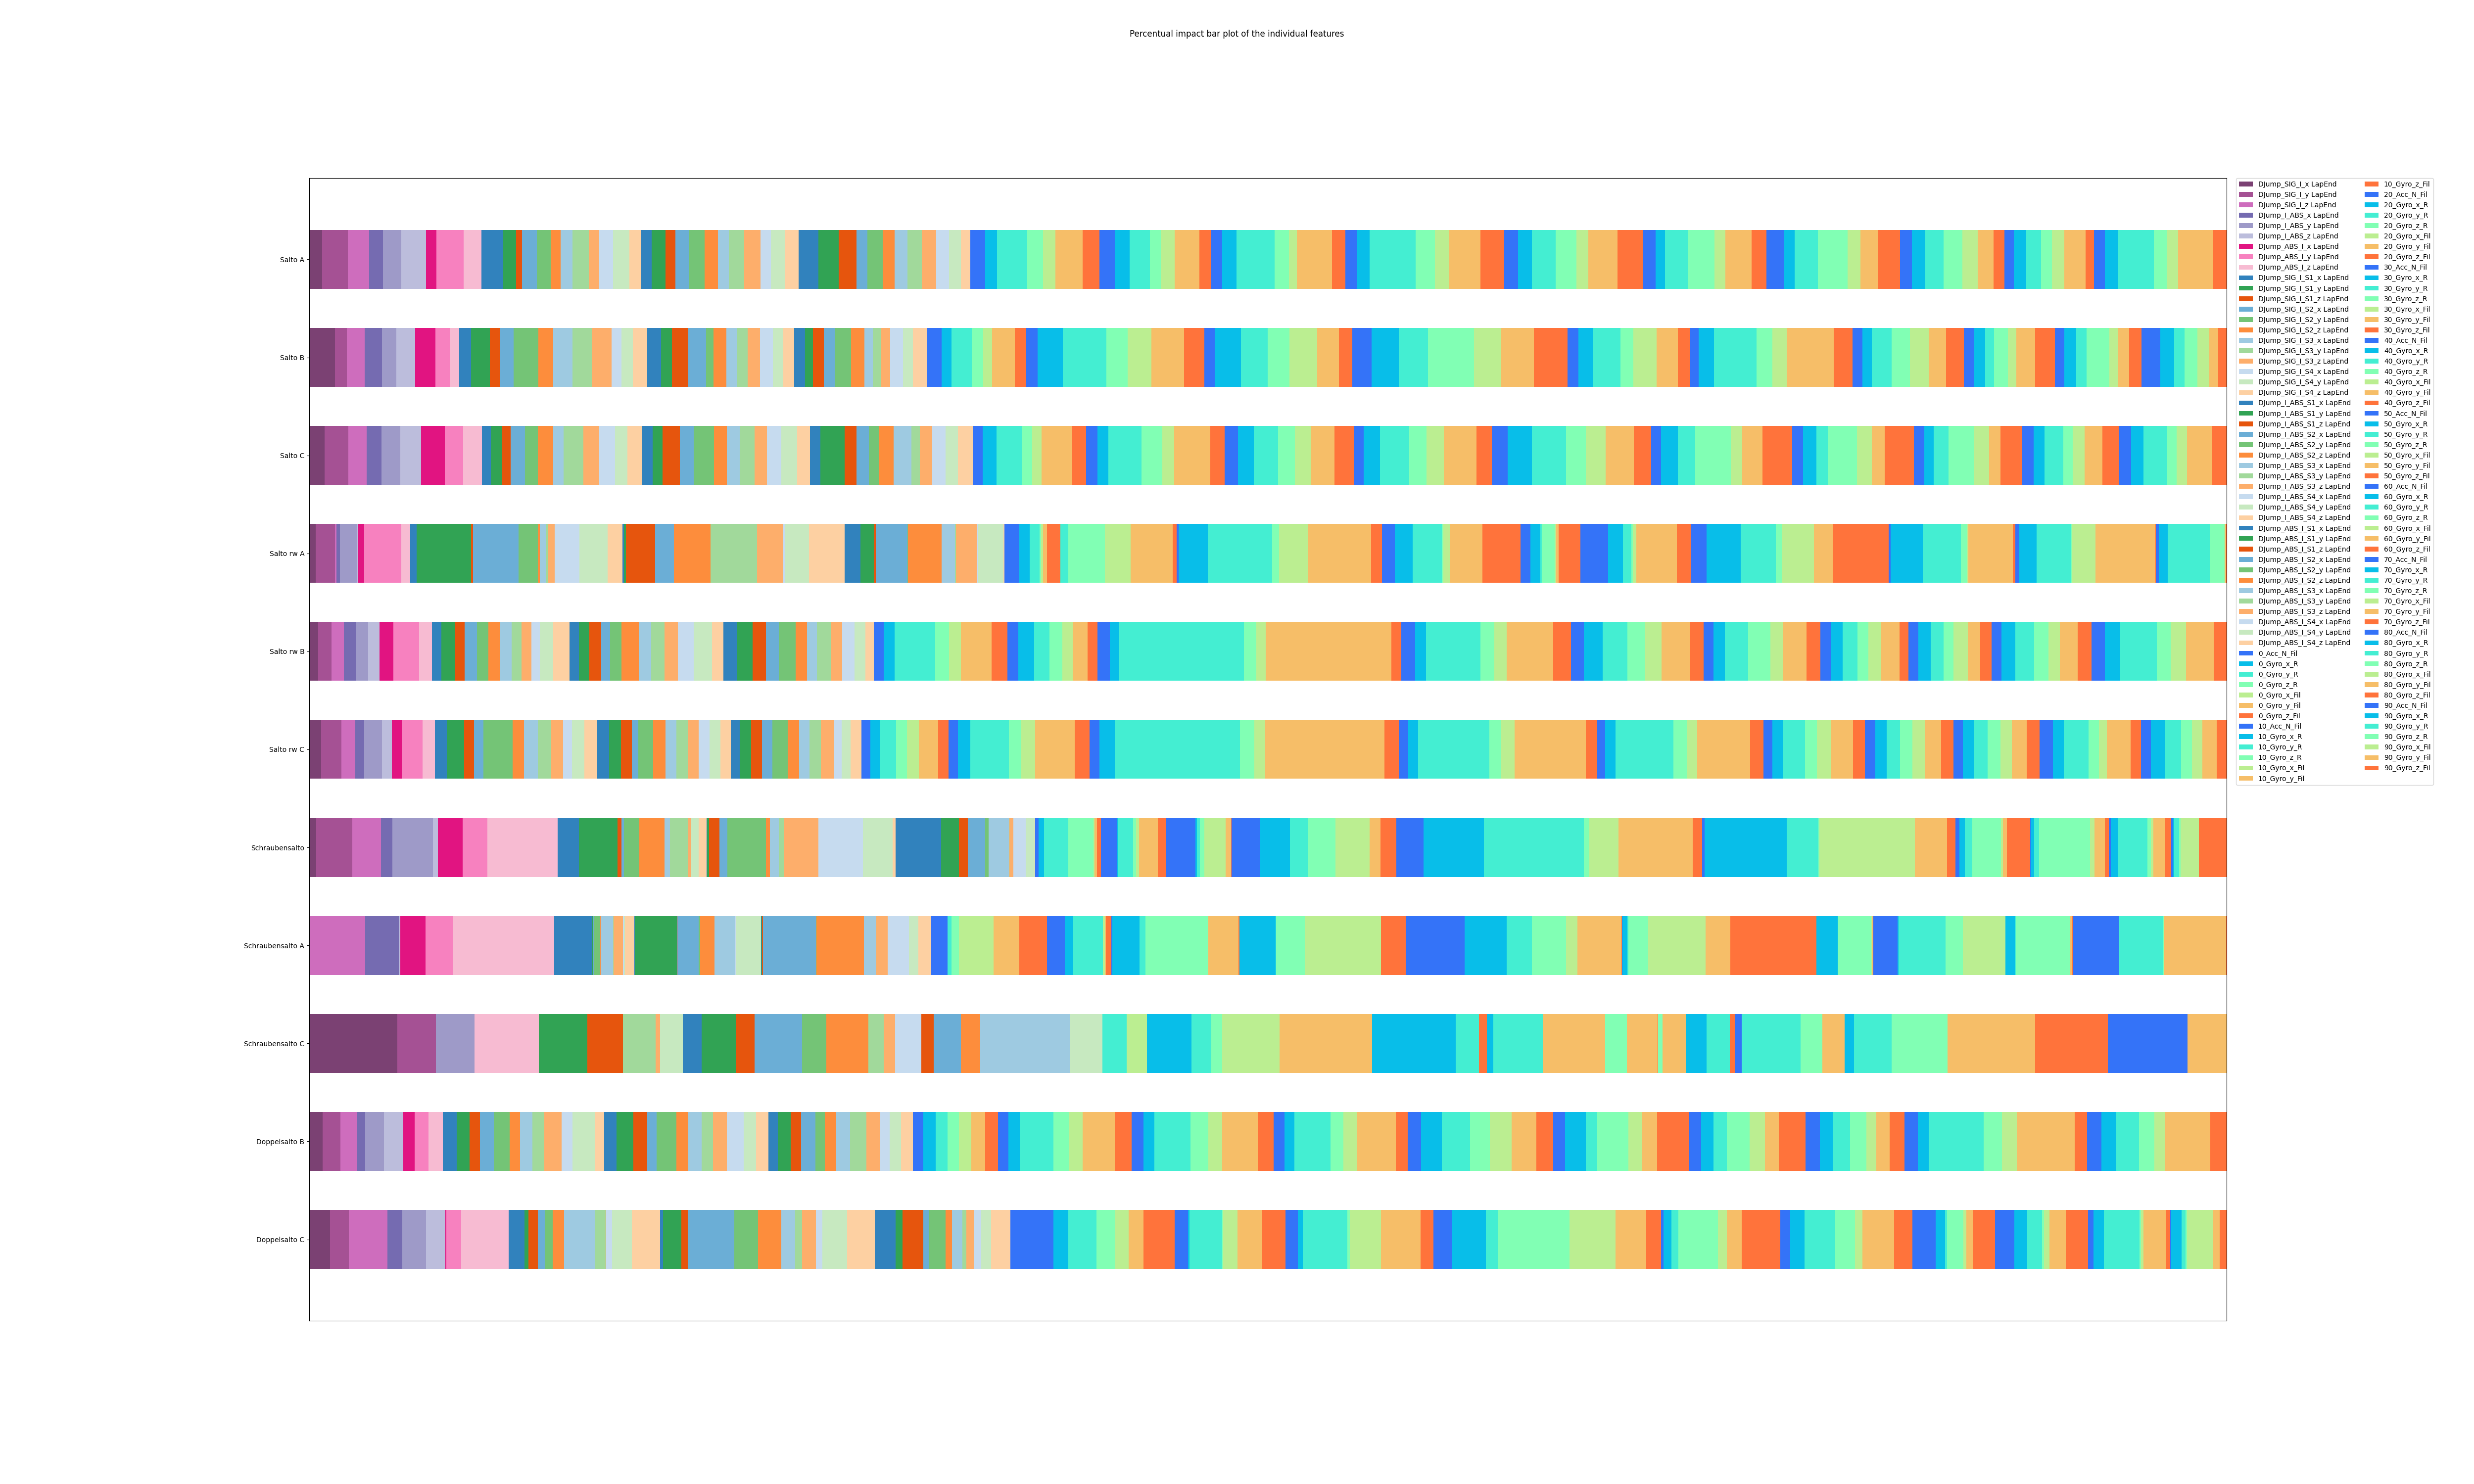 Percentual impact bar plot of the individual features
Salto A
Salto B
Salto C
Salto rw A
Salto rw B
Salto rw C
Schraubensalto
Schraubensalto A
Schraubensalto C
Doppelsalto B
Doppelsalto C
DJump_SIG_I_x LapEnd
DJump_SIG_I_y LapEnd
DJump_SIG_I_z LapEnd
DJump_I_ABS_x LapEnd
DJump_I_ABS_y LapEnd
DJump_I_ABS_z LapEnd
DJump_ABS_I_x LapEnd
DJump_ABS_I_y LapEnd
DJump_ABS_I_z LapEnd
DJump_SIG_I_S1_x LapEnd
DJump_SIG_I_S1_y LapEnd
DJump_SIG_I_S1_z LapEnd
DJump_SIG_I_S2_x LapEnd
DJump_SIG_I_S2_y LapEnd
DJump_SIG_I_S2_z LapEnd
DJump_SIG_I_S3_x LapEnd
DJump_SIG_I_S3_y LapEnd
DJump_SIG_I_S3_z LapEnd
DJump_SIG_I_S4_x LapEnd
DJump_SIG_I_S4_y LapEnd
DJump_SIG_I_S4_z LapEnd
DJump_I_ABS_S1_x LapEnd
DJump_I_ABS_S1_y LapEnd
DJump_I_ABS_S1_z LapEnd
DJump_I_ABS_S2_x LapEnd
DJump_I_ABS_S2_y LapEnd
DJump_I_ABS_S2_z LapEnd
DJump_I_ABS_S3_x LapEnd
DJump_I_ABS_S3_y LapEnd
DJump_I_ABS_S3_z LapEnd
DJump_I_ABS_S4_x LapEnd
DJump_I_ABS_S4_y LapEnd
DJump_I_ABS_S4_z LapEnd
DJump_ABS_I_S1_x LapEnd
DJump_ABS_I_S1_y LapEnd
DJump_ABS_I_S1_z LapEnd
DJump_ABS_I_S2_x LapEnd
DJump_ABS_I_S2_y LapEnd
DJump_ABS_I_S2_z LapEnd
DJump_ABS_I_S3_x LapEnd
DJump_ABS_I_S3_y LapEnd
DJump_ABS_I_S3_z LapEnd
DJump_ABS_I_S4_x LapEnd
DJump_ABS_I_S4_y LapEnd
DJump_ABS_I_S4_z LapEnd
0_Acc_N_Fil
0_Gyro_x_R
0_Gyro_y_R
0_Gyro_z_R
0_Gyro_x_Fil
0_Gyro_y_Fil
0_Gyro_z_Fil
10_Acc_N_Fil
10_Gyro_x_R
10_Gyro_y_R
10_Gyro_z_R
10_Gyro_x_Fil
10_Gyro_y_Fil
10_Gyro_z_Fil
20_Acc_N_Fil
20_Gyro_x_R
20_Gyro_y_R
20_Gyro_z_R
20_Gyro_x_Fil
20_Gyro_y_Fil
20_Gyro_z_Fil
30_Acc_N_Fil
30_Gyro_x_R
30_Gyro_y_R
30_Gyro_z_R
30_Gyro_x_Fil
30_Gyro_y_Fil
30_Gyro_z_Fil
40_Acc_N_Fil
40_Gyro_x_R
40_Gyro_y_R
40_Gyro_z_R
40_Gyro_x_Fil
40_Gyro_y_Fil
40_Gyro_z_Fil
50_Acc_N_Fil
50_Gyro_x_R
50_Gyro_y_R
50_Gyro_z_R
50_Gyro_x_Fil
50_Gyro_y_Fil
50_Gyro_z_Fil
60_Acc_N_Fil
60_Gyro_x_R
60_Gyro_y_R
60_Gyro_z_R
60_Gyro_x_Fil
60_Gyro_y_Fil
60_Gyro_z_Fil
70_Acc_N_Fil
70_Gyro_x_R
70_Gyro_y_R
70_Gyro_z_R
70_Gyro_x_Fil
70_Gyro_y_Fil
70_Gyro_z_Fil
80_Acc_N_Fil
80_Gyro_x_R
80_Gyro_y_R
80_Gyro_z_R
80_Gyro_x_Fil
80_Gyro_y_Fil
80_Gyro_z_Fil
90_Acc_N_Fil
90_Gyro_x_R
90_Gyro_y_R
90_Gyro_z_R
90_Gyro_x_Fil
90_Gyro_y_Fil
90_Gyro_z_Fil